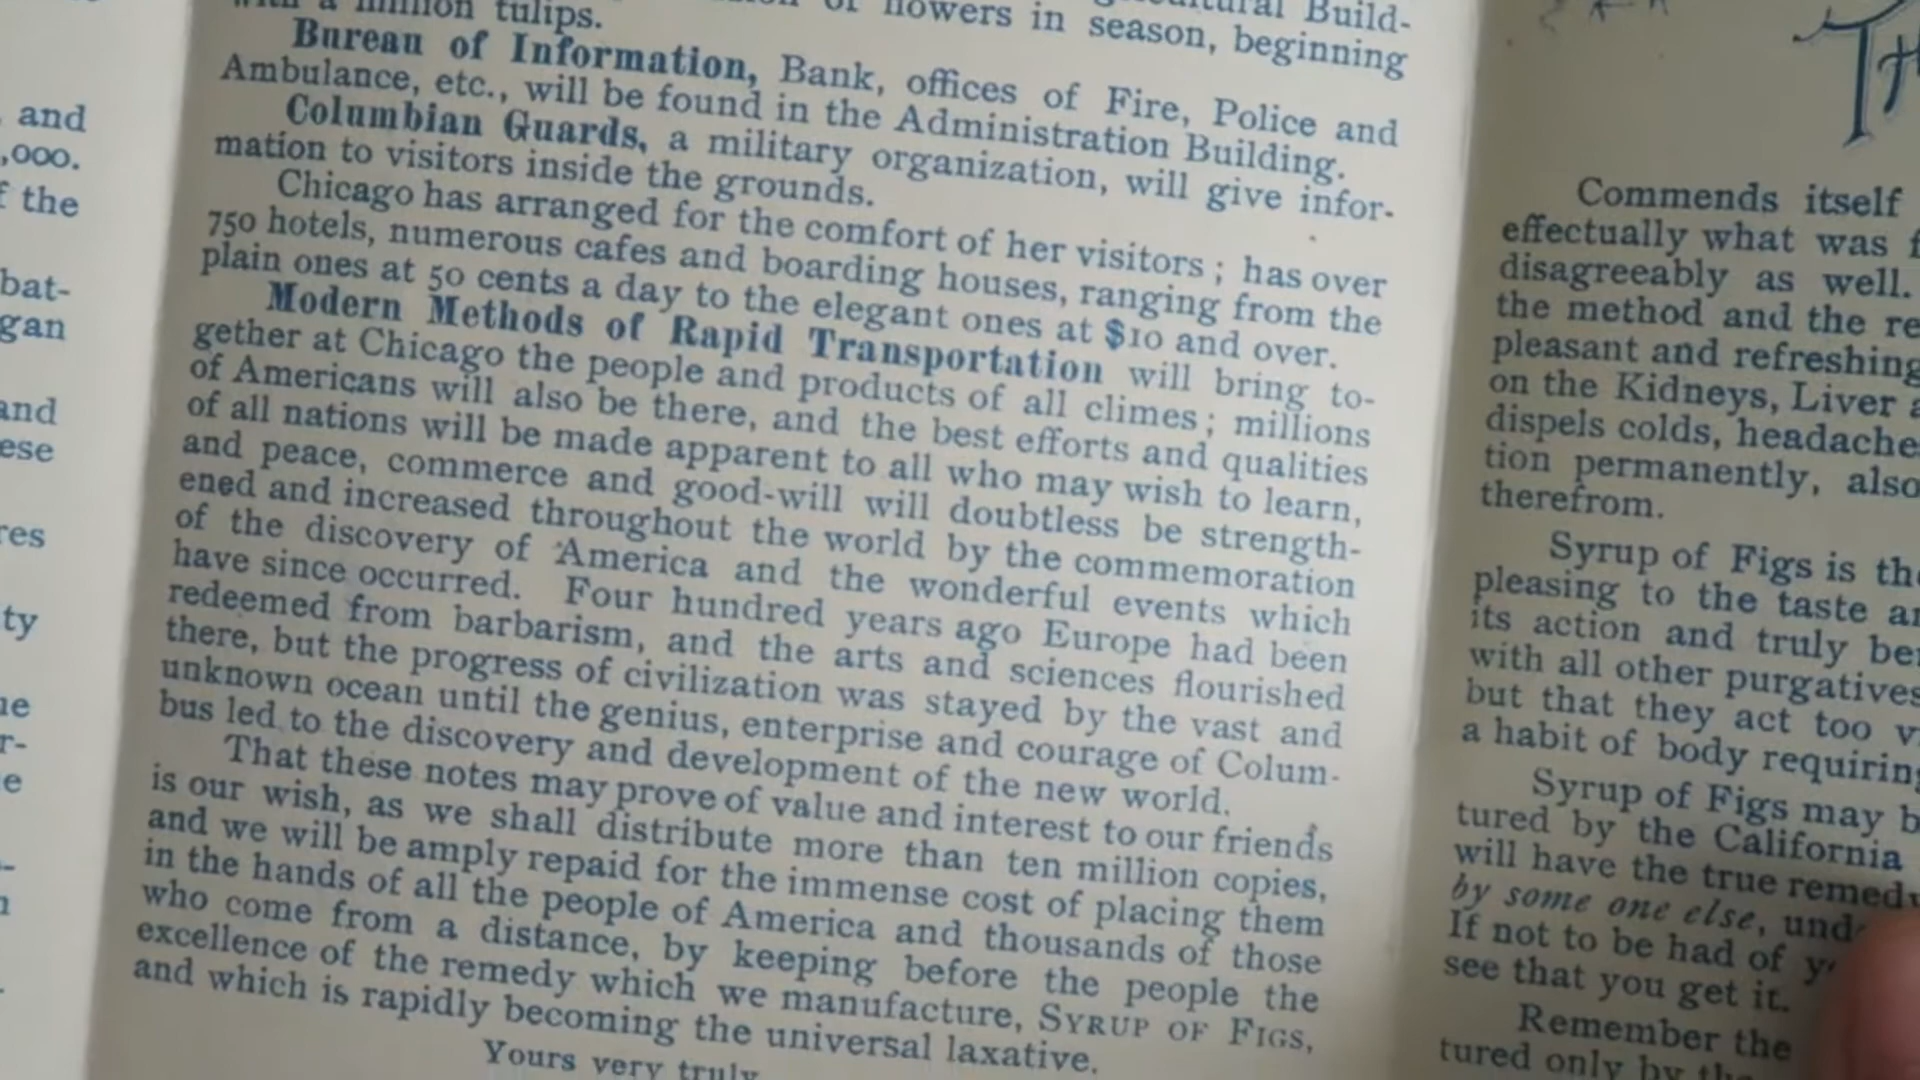 and
,000.
f the
bat-
gan
and
ese
res
ty
ne
r-
e
with a million tulips.
of flowers in season, beginning
Build-
Bureau of Information, Bank, offices of Fire, Police and
Ambulance, etc., will be found in the Administration Building.
Columbian Guards, a military organization, will give infor-
mation to visitors inside the grounds.
Chicago has arranged for the comfort of her visitors; has over
750 hotels, numerous cafes and boarding houses, ranging from the
plain ones at 50 cents a day to the elegant ones at $10 and over.
Modern Methods of Rapid Transportation will bring to-
gether at Chicago the people and products of all climes; millions
of Americans will also be there, and the best efforts and qualities
of all nations will be made apparent to all who may wish to learn,
and peace, commerce and good-will will doubtless be strength-
ened and increased throughout the world by the commemoration
of the discovery of America and the wonderful events which
have since occurred. Four hundred years ago Europe had been
redeemed from barbarism, and the arts and sciences flourished
there, but the progress of civilization was stayed by the vast and
unknown ocean until the genius, enterprise and courage of Colum-
bus led to the discovery and development of the new world.
That these notes may prove of value and interest to our friends
is our wish, as we shall distribute more than ten million copies,
and we will be amply repaid for the immense cost of placing them
in the hands of all the people of America and thousands of those
who come from a distance, by keeping before the people the
excellence of the remedy which we manufacture, SYRUP OF FIGS,
and which is rapidly becoming the universal laxative.
Yours very truly
Commends itself
effectually what was f
disagreeably as well.
the method and the re
pleasant and refreshing
on the Kidneys, Liver a
dispels colds, headache
tion permanently, also
therefrom.
Syrup of Figs is the
pleasing to the taste an
its action and truly ben
with all other purgatives
but that they act too v
a habit of body requiring
Syrup of Figs may b
tured by the California
will have the true remedy
by some one else, und
If not to be had of y
see that you get it.
Remember the
tured only by the